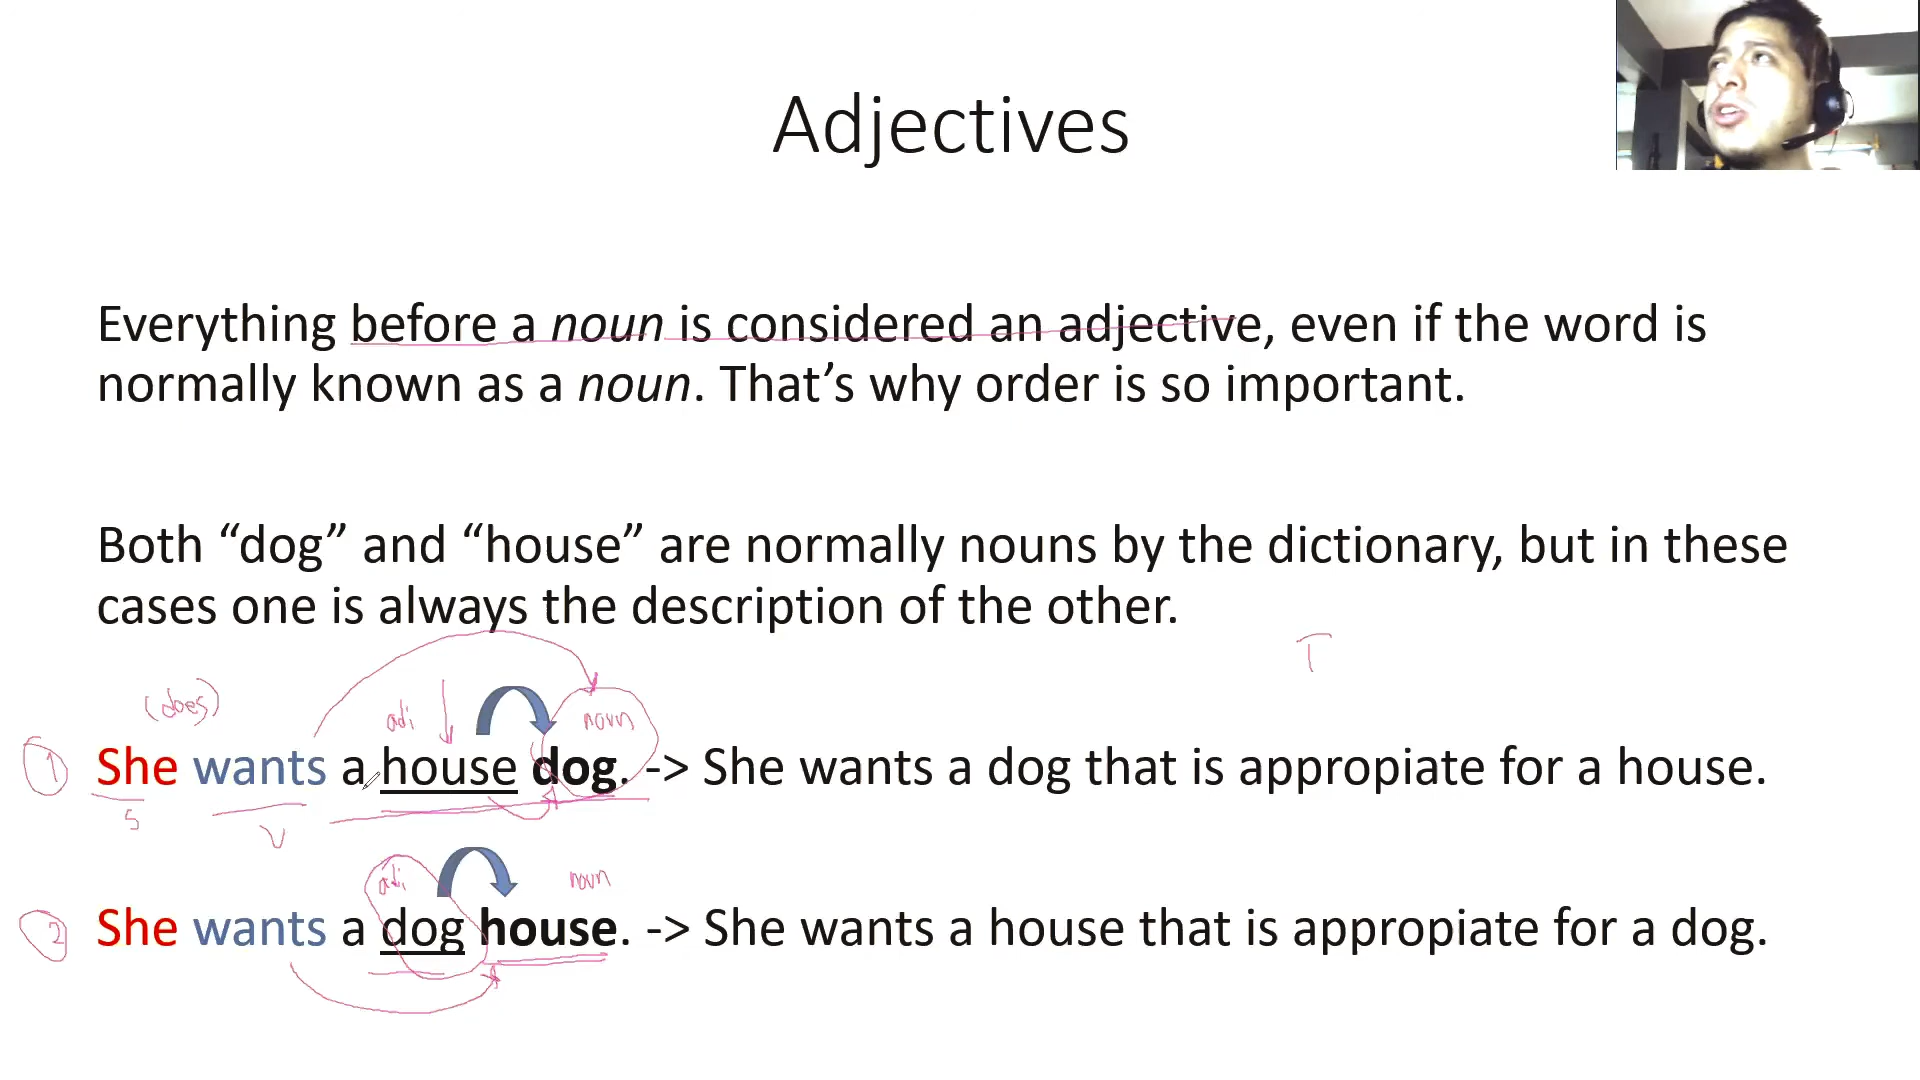 Adjectives
Everything before a noun is considered an adjective, even if the word is
normally known as a noun. That’s why order is so important.
Both “dog” and “house” are normally nouns by the dictionary, but in these
cases one is always the description of the other.
T
(does)
adj noun
1 She wants a house dog. -> She wants a dog that is appropiate for a house.
S V
adj noun
2 She wants a dog house. -> She wants a house that is appropiate for a dog.